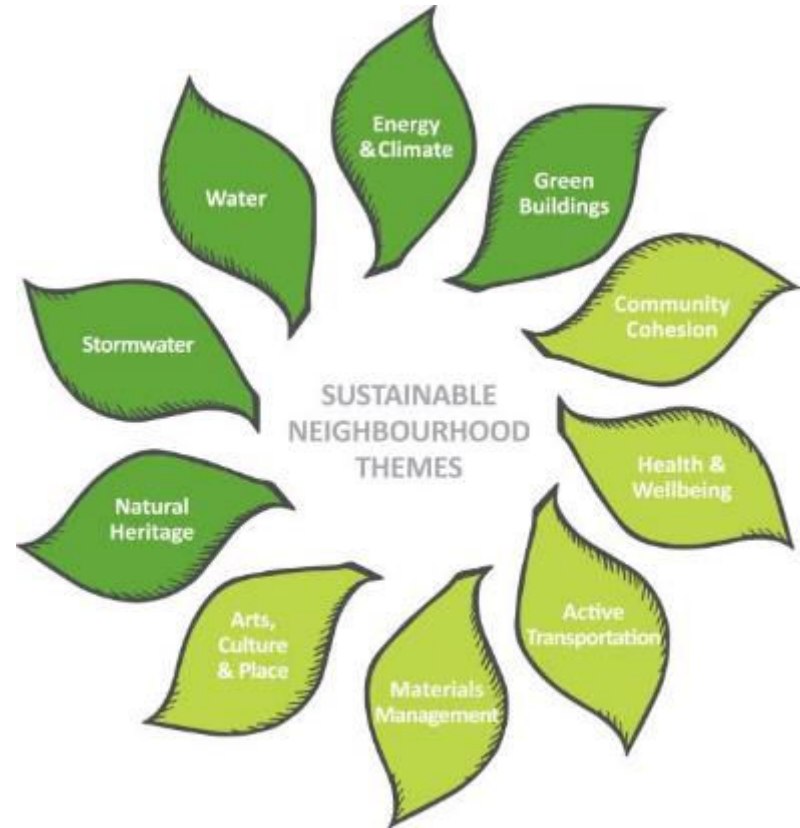 SUSTAINABLE
NEIGHBOURHOOD
THEMES
Energy
& Climate
Green
Buildings
Community
Cohesion
Health &
Wellbeing
Active
Transportation
Materials
Management
Arts,
Culture
& Place
Natural
Heritage
Stormwater
Water